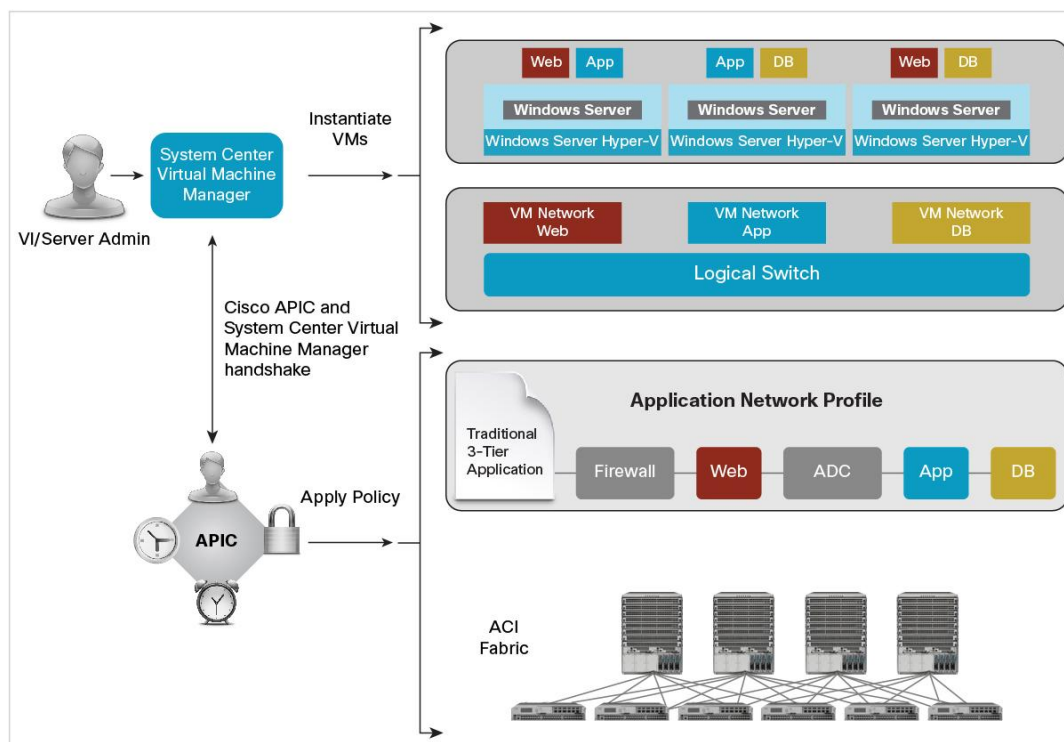 VI/Server Admin
System Center
Virtual Machine
Manager
Instantiate
VMs
Web
App
App
DB
Web
DB
Windows Server
Windows Server
Windows Server
Windows Server Hyper-V
Windows Server Hyper-V
Windows Server Hyper-V
VM Network
Web
VM Network
App
VM Network
DB
Logical Switch
Cisco APIC and
System Center Virtual
Machine Manager
handshake
APIC
Apply Policy
Application Network Profile
Traditional
3-Tier
Application
Firewall
Web
ADC
App
DB
ACI
Fabric